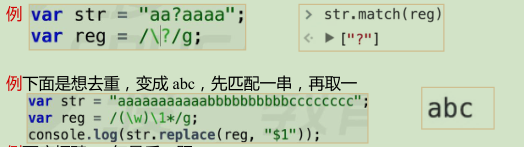 例 var str = "aa?aaaa";
var reg = /\?/g;
> str.match(reg)
["?"]
例下面是想去重，变成 abc，先匹配一串，再取一
var str = "aaaaaaaaaaabbbbbbbbbbcccccccc";
var reg = /(\w)\1*/g;
console.log(str.replace(reg, "$1"));
abc